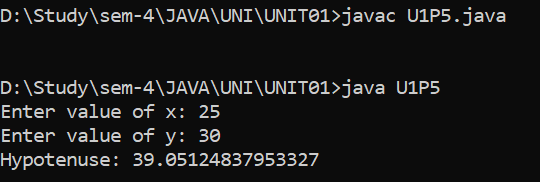 D:\Study\sem-4\JAVA\UNI\UNIT01>javac U1P5.java
D:\Study\sem-4\JAVA\UNI\UNIT01>java U1P5
Enter value of x: 25
Enter value of y: 30
Hypotenuse: 39.05124837953327